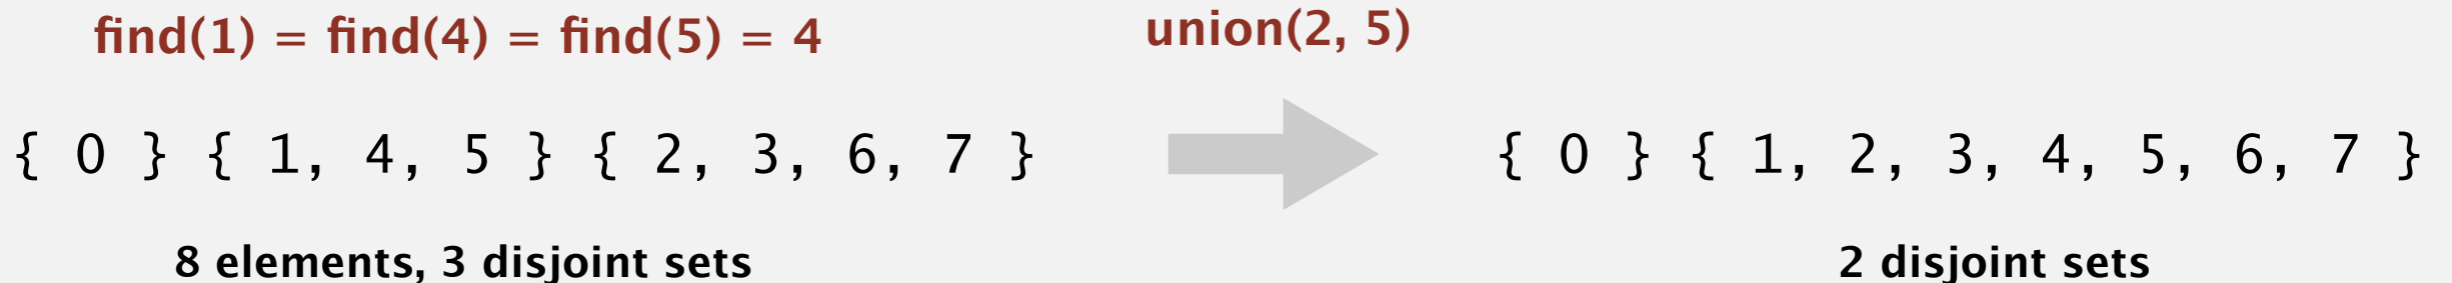 find(1) = find(4) = find(5) = 4
union(2, 5)
{ 0 } { 1, 4, 5 } { 2, 3, 6, 7 }
{ 0 } { 1, 2, 3, 4, 5, 6, 7 }
8 elements, 3 disjoint sets
2 disjoint sets